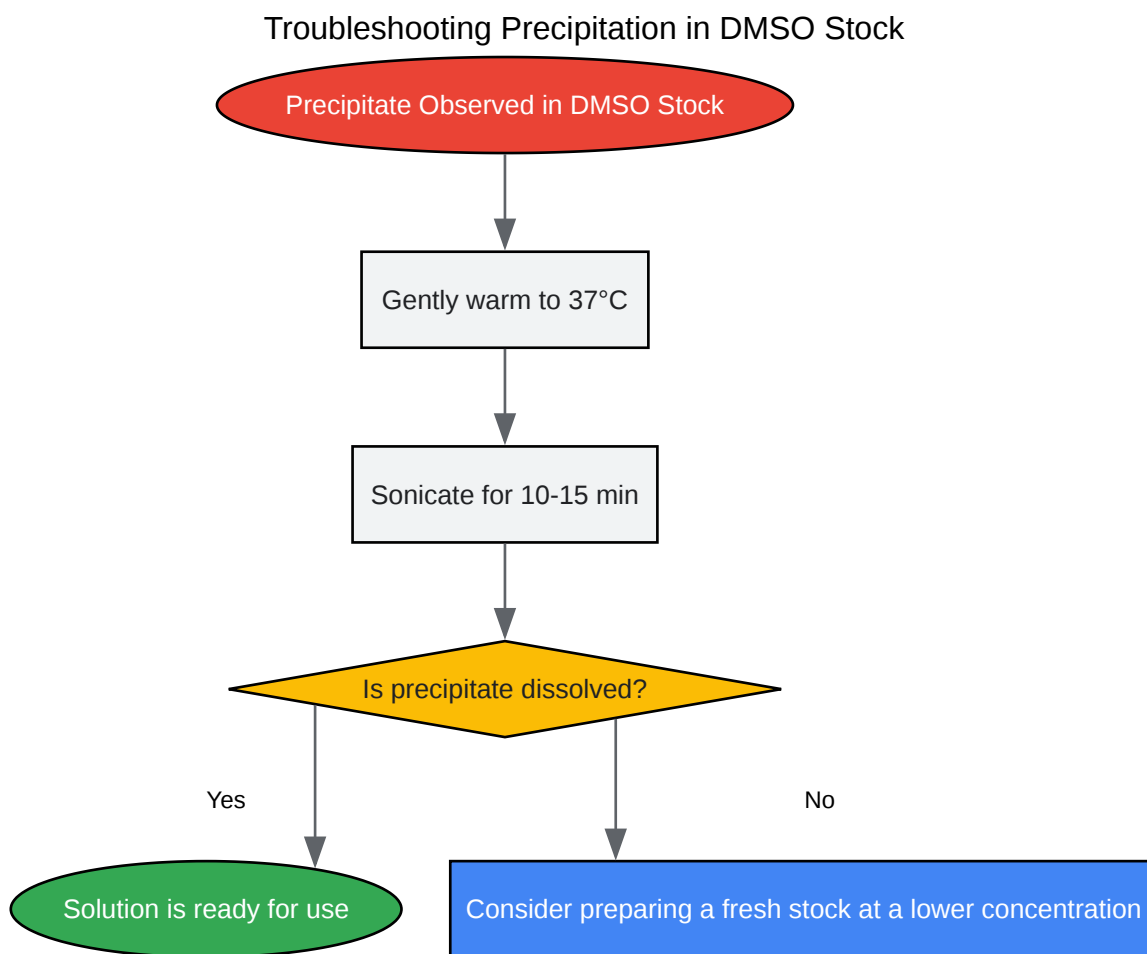 Troubleshooting Precipitation in DMSO Stock
Precipitate Observed in DMSO Stock
Gently warm to 37°C
Sonicate for 10-15 min
Is precipitate dissolved?
Yes
No
Solution is ready for use
Consider preparing a fresh stock at a lower concentration